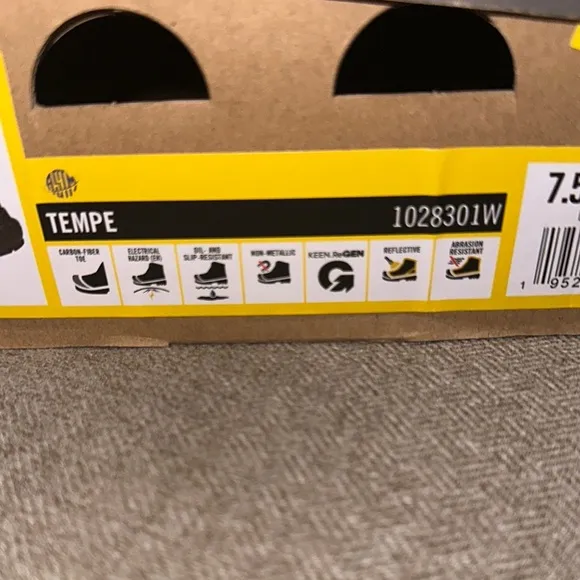 ASTM
TEMPE 1028301W
7.5
CARBON-FIBER
TOE
ELECTRICAL
HAZARD (EH)
OIL- AND
SLIP-RESISTANT
NON-METALLIC
KEEN.ReGEN
REFLECTIVE
ABRASION
RESISTANT
1 952